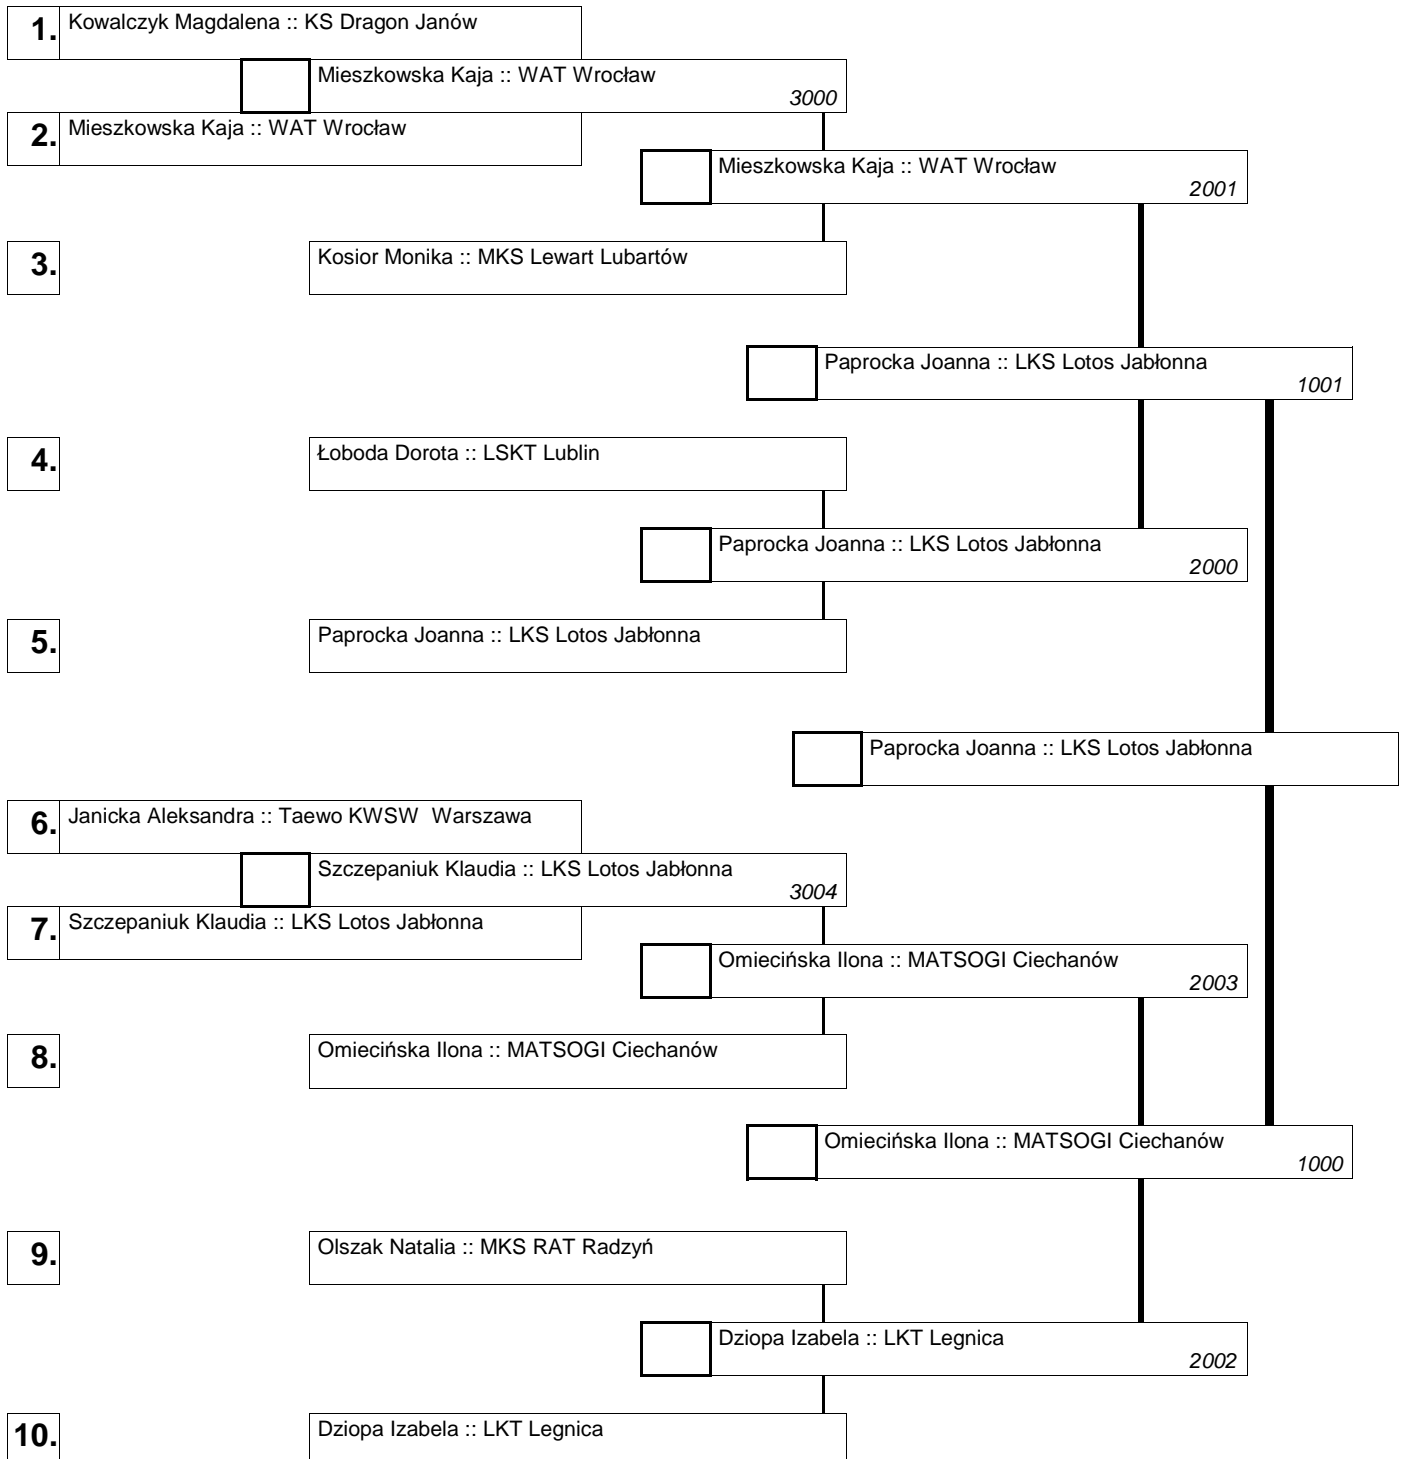 1. Kowalczyk Magdalena :: KS Dragon Janów
Mieszkowska Kaja :: WAT Wrocław
3000
2. Mieszkowska Kaja :: WAT Wrocław
Mieszkowska Kaja :: WAT Wrocław
2001
3. Kosior Monika :: MKS Lewart Lubartów
Paprocka Joanna :: LKS Lotos Jabłonna
1001
4. Łoboda Dorota :: LSKT Lublin
Paprocka Joanna :: LKS Lotos Jabłonna
2000
5. Paprocka Joanna :: LKS Lotos Jabłonna
Paprocka Joanna :: LKS Lotos Jabłonna
6. Janicka Aleksandra :: Taewo KWSW  Warszawa
Szczepaniuk Klaudia :: LKS Lotos Jabłonna
3004
7. Szczepaniuk Klaudia :: LKS Lotos Jabłonna
Omiecińska Ilona :: MATSOGI Ciechanów
2003
8. Omiecińska Ilona :: MATSOGI Ciechanów
Omiecińska Ilona :: MATSOGI Ciechanów
1000
9. Olszak Natalia :: MKS RAT Radzyń
Dziopa Izabela :: LKT Legnica
2002
10. Dziopa Izabela :: LKT Legnica